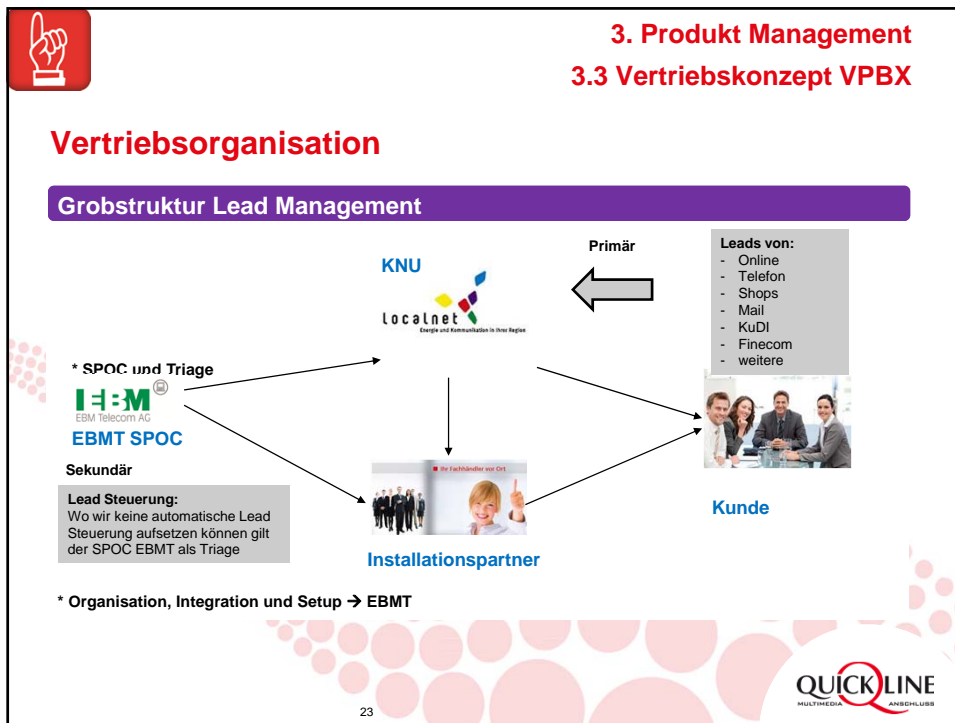 3. Produkt Management
3.3 Vertriebskonzept VPBX
Vertriebsorganisation
Grobstruktur Lead Management
KNU
localnet
Energie und Kommunikation in Ihrer Region
Primär
Leads von:
- Online
- Telefon
- Shops
- Mail
- KuDI
- Finecom
- weitere
* SPOC und Triage
EBM
EBM Telecom AG
EBMT SPOC
Sekundär
Lead Steuerung:
Wo wir keine automatische Lead
Steuerung aufsetzen können gilt
der SPOC EBMT als Triage
Ihr Fachhändler vor Ort
Installationspartner
Kunde
* Organisation, Integration und Setup → EBMT
QUICKLINE
MULTIMEDIA ANSCHLUSS
23